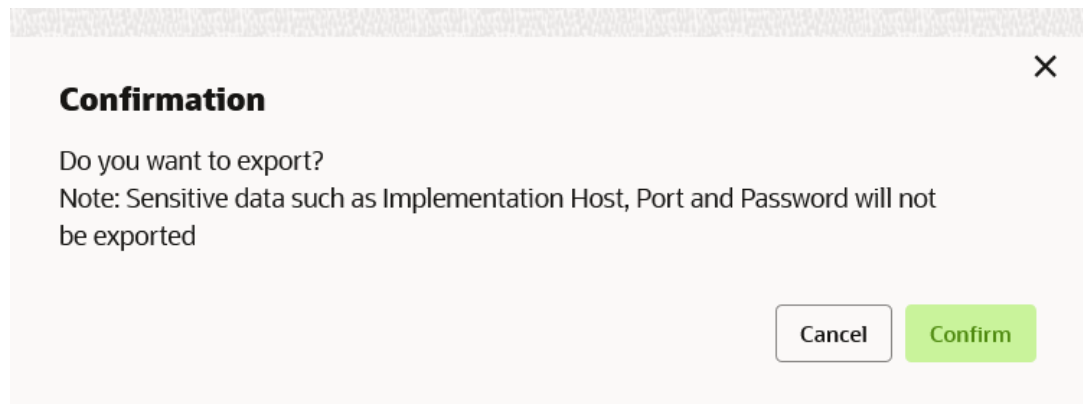 Confirmation
Do you want to export?
Note: Sensitive data such as Implementation Host, Port and Password will not
be exported
Cancel
Confirm